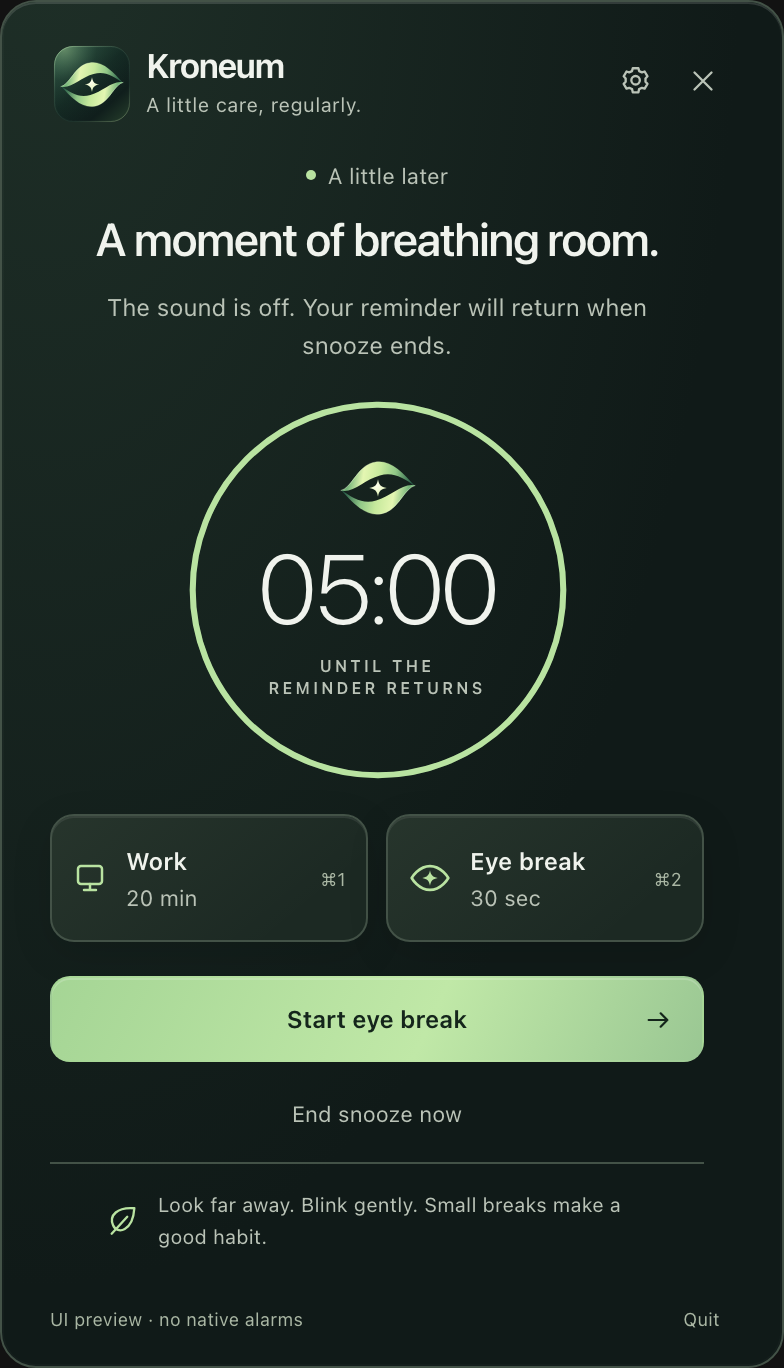 Kroneum
A little care, regularly.
A little later
A moment of breathing room.
The sound is off. Your reminder will return when
snooze ends.
05:00
UNTIL THE
REMINDER RETURNS
Work
20 min
⌘1
Eye break
30 sec
⌘2
Start eye break →
End snooze now
Look far away. Blink gently. Small breaks make a
good habit.
UI preview · no native alarms
Quit